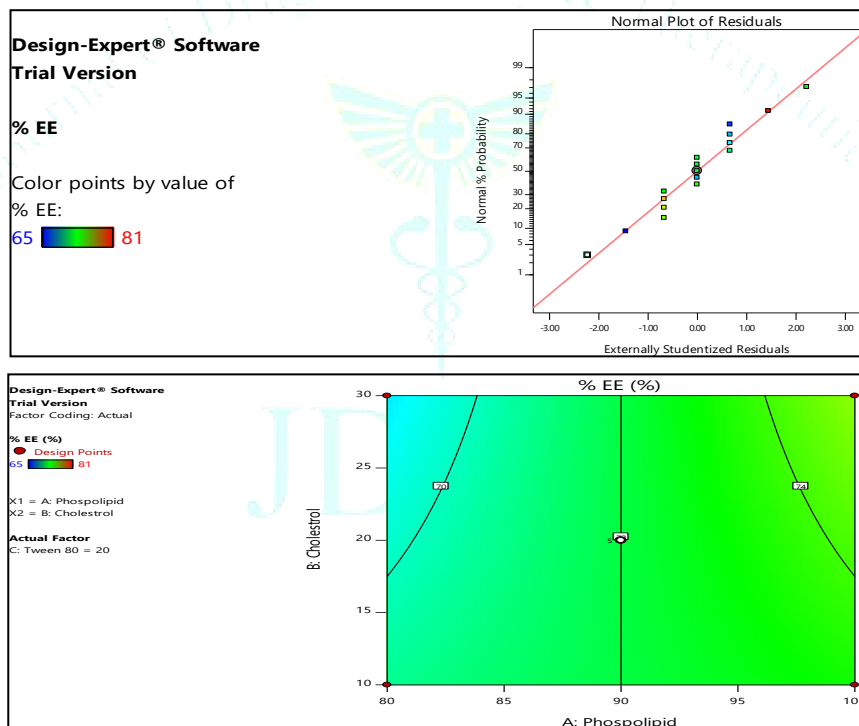 Design-Expert® Software
Trial Version
% EE
Color points by value of
% EE:
65 81
Normal Plot of Residuals
Normal % Probability
99
95
90
80
70
50
30
20
10
5
1
-3.00 -2.00 -1.00 0.00 1.00 2.00 3.00
Externally Studentized Residuals
Design-Expert® Software
Trial Version
Factor Coding: Actual
% EE (%)
Design Points
65 81
X1 = A: Phospolipid
X2 = B: Cholestrol
Actual Factor
C: Tween 80 = 20
% EE (%)
B: Cholestrol
30
25
20
15
10
70
74
5
80 85 90 95
A: Phospolipid
JD